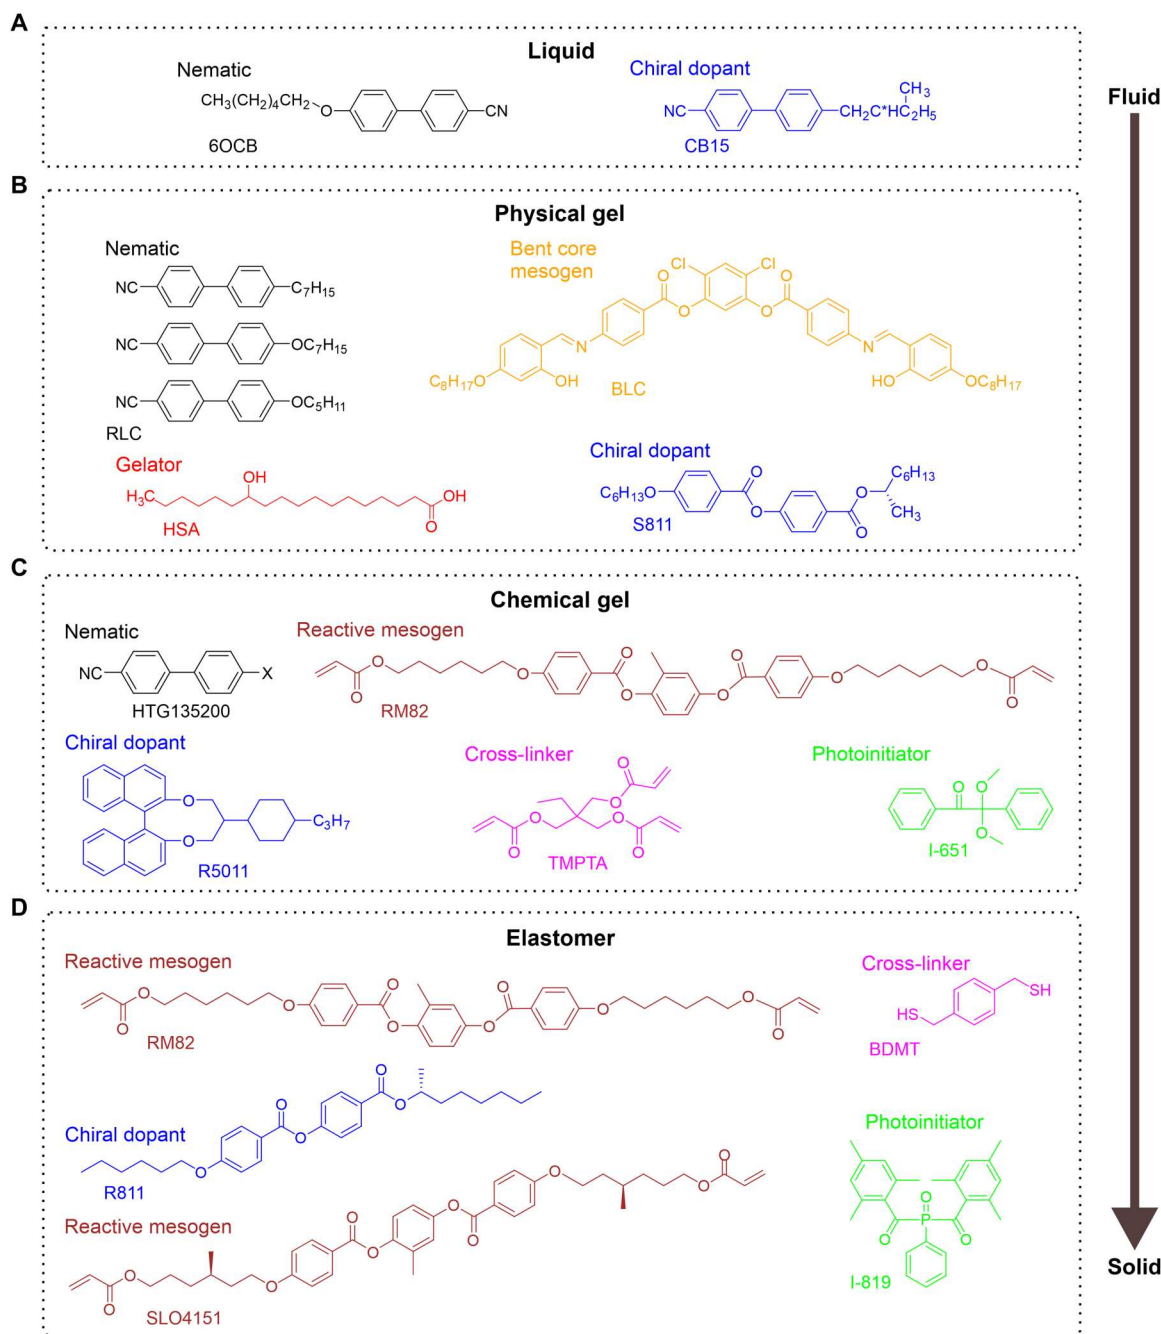 A
Liquid
Nematic
CH₃(CH₂)₄CH₂
O
CN
6OCB
Chiral dopant
CH₃
NC
CH₂C*HC₂H₅
CB15
Fluid
B
Physical gel
Nematic
NC
C₇H₁₅
NC
OC₇H₁₅
NC
OC₅H₁₁
RLC
Bent core
mesogen
Cl
Cl
O
O
O
O
N
N
C₈H₁₇O
OH
HO
OC₈H₁₇
BLC
Gelator
OH
H₃C
OH
O
HSA
Chiral dopant
C₆H₁₃O
O
O
O
O
C₆H₁₃
CH₃
S811
C
Chemical gel
Nematic
NC
X
HTG135200
Reactive mesogen
O
O
O
O
O
O
O
O
O
O
RM82
Chiral dopant
O
O
C₃H₇
R5011
Cross-linker
O
O
O
O
O
O
TMPTA
Photoinitiator
O
O
O
I-651
D
Elastomer
Reactive mesogen
O
O
O
O
O
O
O
O
O
O
RM82
Cross-linker
SH
HS
BDMT
Chiral dopant
O
O
O
O
O
R811
Photoinitiator
O
P
O
O
I-819
Reactive mesogen
O
O
O
O
O
O
O
O
O
O
SLO4151
Solid